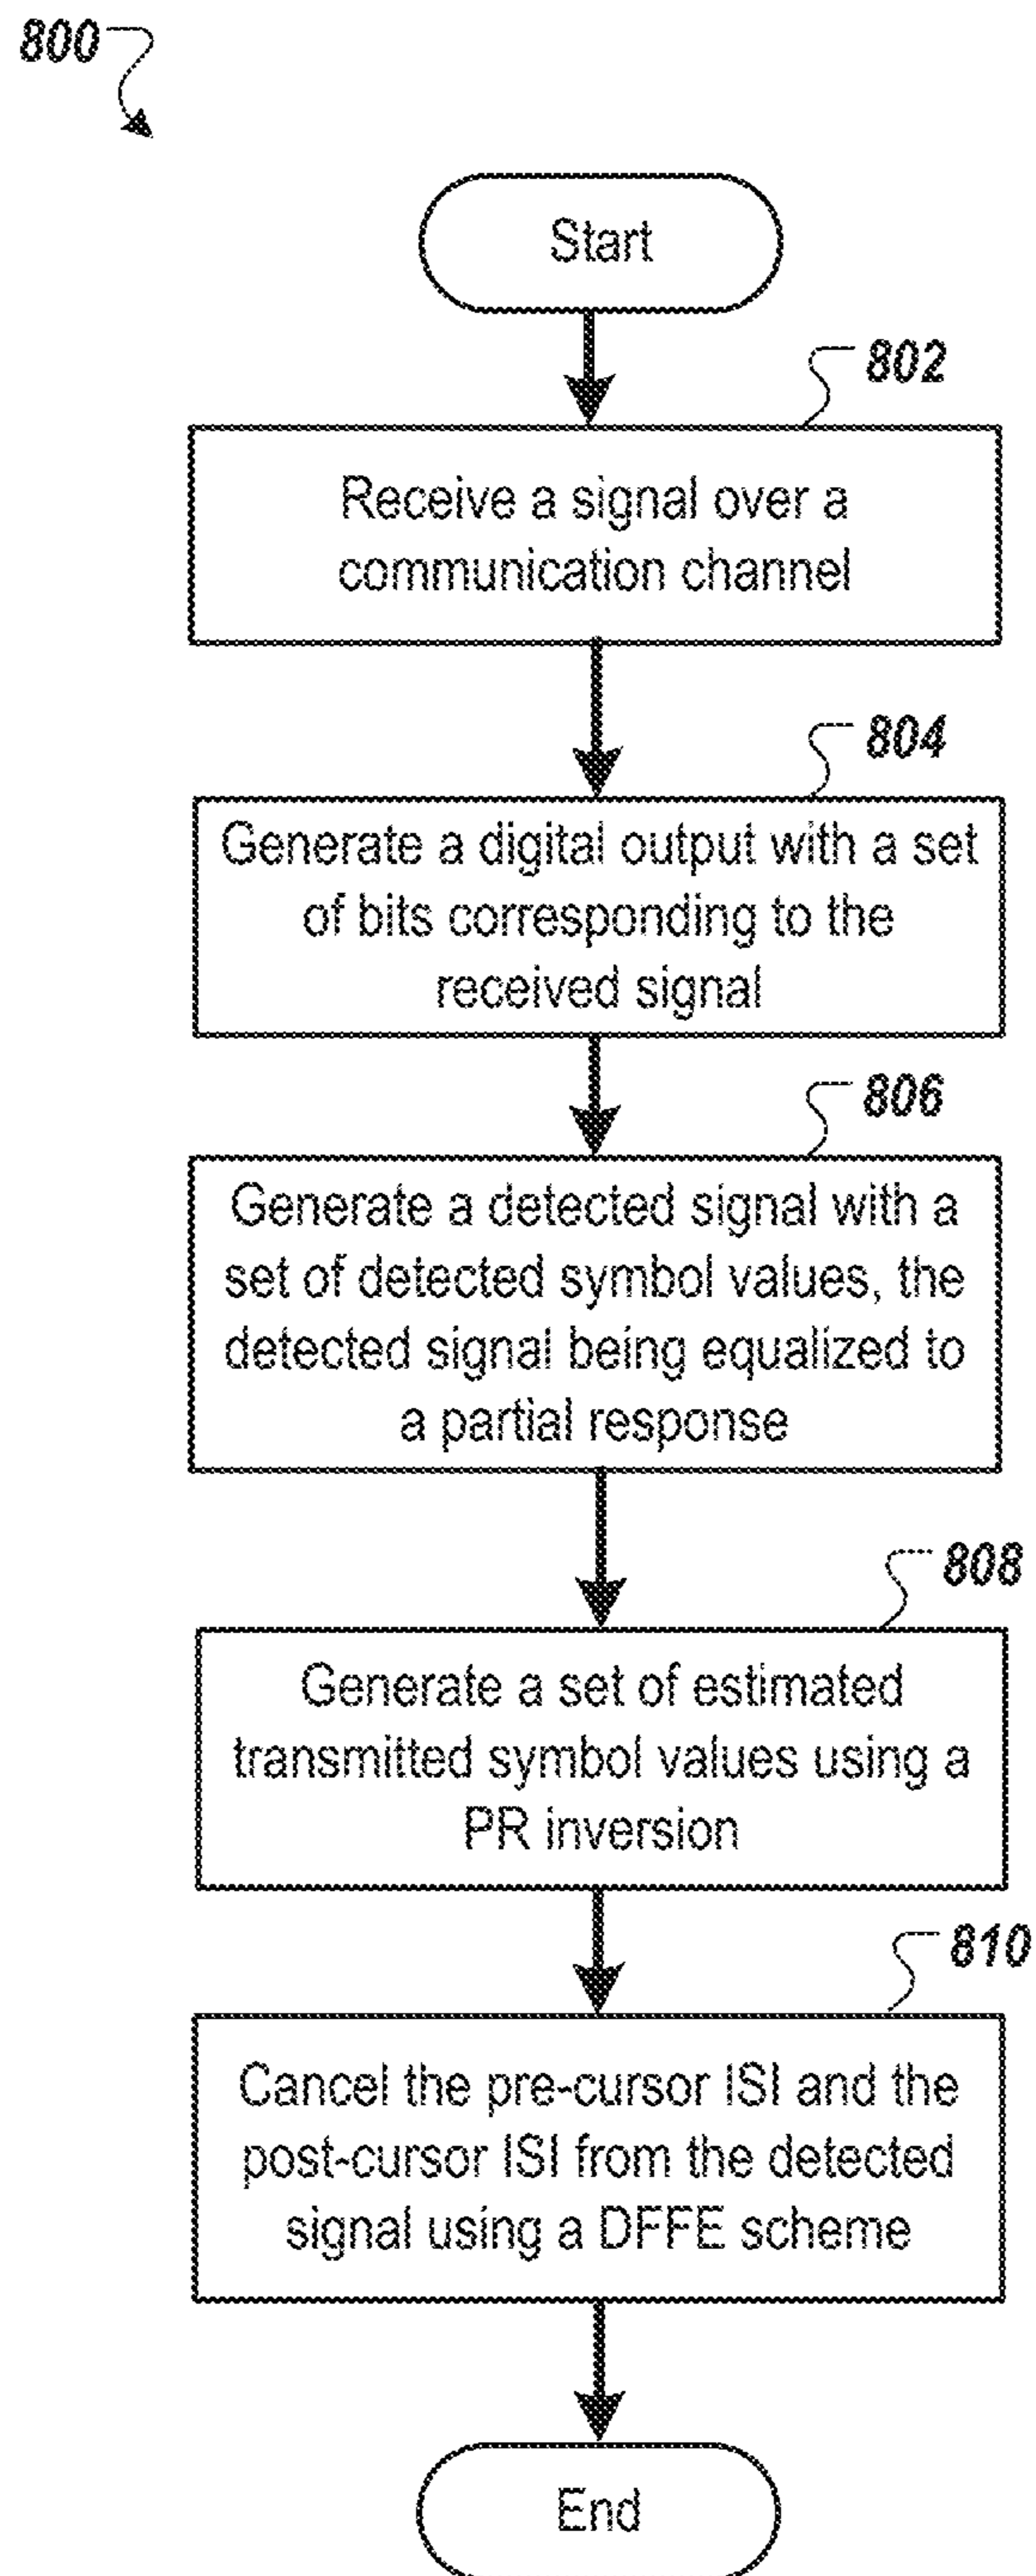 800
Start
802
Receive a signal over a
communication channel
804
Generate a digital output with a set
of bits corresponding to the
received signal
806
Generate a detected signal with a
set of detected symbol values, the
detected signal being equalized to
a partial response
808
Generate a set of estimated
transmitted symbol values using a
PR inversion
810
Cancel the pre-cursor ISI and the
post-cursor ISI from the detected
signal using a DFFE scheme
End